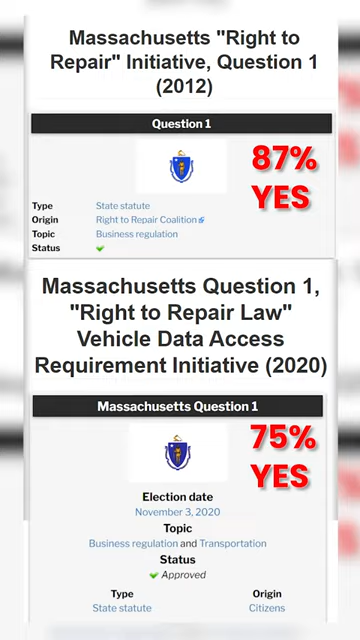 Massachusetts "Right to
Repair" Initiative, Question 1
(2012)
Question 1
87%
YES
Type State statute
Origin Right to Repair Coalition
Topic Business regulation
Status
Massachusetts Question 1,
"Right to Repair Law"
Vehicle Data Access
Requirement Initiative (2020)
Massachusetts Question 1
75%
YES
Election date
November 3, 2020
Topic
Business regulation and Transportation
Status
Approved
Type Origin
State statute Citizens